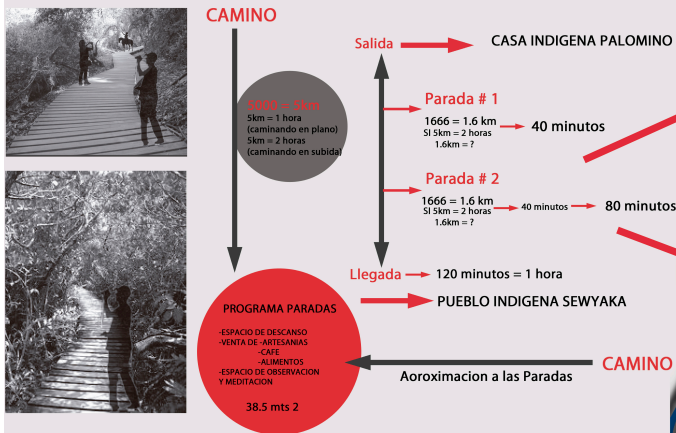 CAMINO
5000 = 5km
5km = 1 hora
(caminando en plano)
5km = 2 horas
(caminando en subida)
Salida
CASA INDIGENA PALOMINO
Parada # 1
1666 = 1.6 km
SI 5km = 2 horas
1.6km = ?
40 minutos
Parada # 2
1666 = 1.6 km
SI 5km = 2 horas
1.6km = ?
40 minutos
80 minutos
Llegada
120 minutos = 1 hora
PUEBLO INDIGENA SEWYAKA
PROGRAMA PARADAS
-ESPACIO DE DESCANSO
-VENTA DE -ARTESANIAS
-CAFE
-ALIMENTOS
-ESPACIO DE OBSERVACION
Y MEDITACION
38.5 mts 2
CAMINO
Aoroximacion a las Paradas